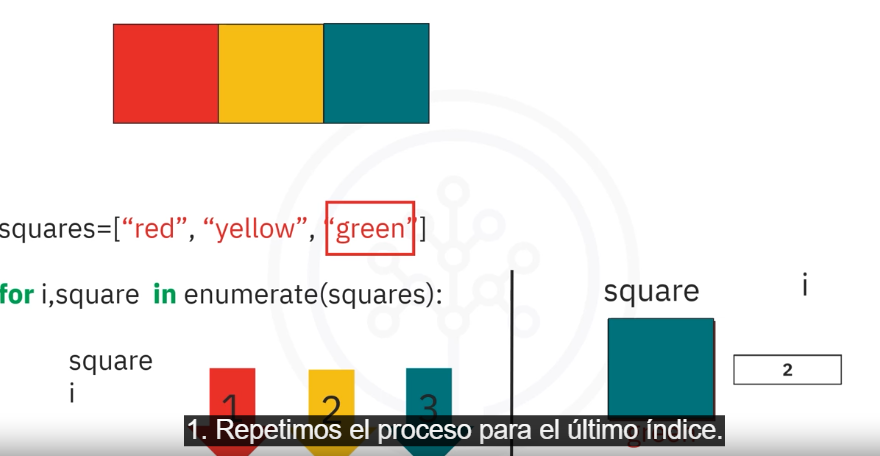 squares=[“red”, “yellow”, “green”]
for i,square in enumerate(squares):
square
i
1 2 3
square i
2
green
1. Repetimos el proceso para el último índice.